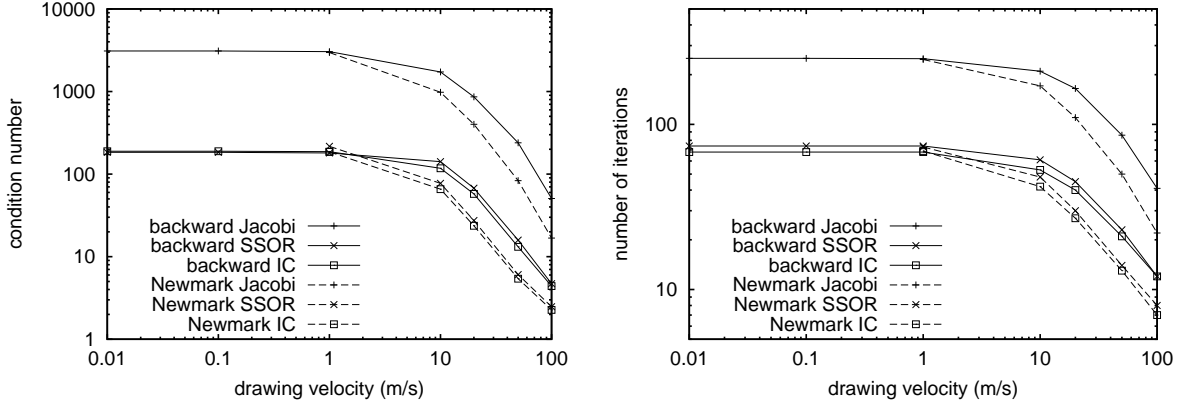 10000
1000
100
10
1
condition number
backward Jacobi
backward SSOR
backward IC
Newmark Jacobi
Newmark SSOR
Newmark IC
0.01 0.1 1 10 100
drawing velocity (m/s)
100
10
number of iterations
backward Jacobi
backward SSOR
backward IC
Newmark Jacobi
Newmark SSOR
Newmark IC
0.01 0.1 1 10 100
drawing velocity (m/s)